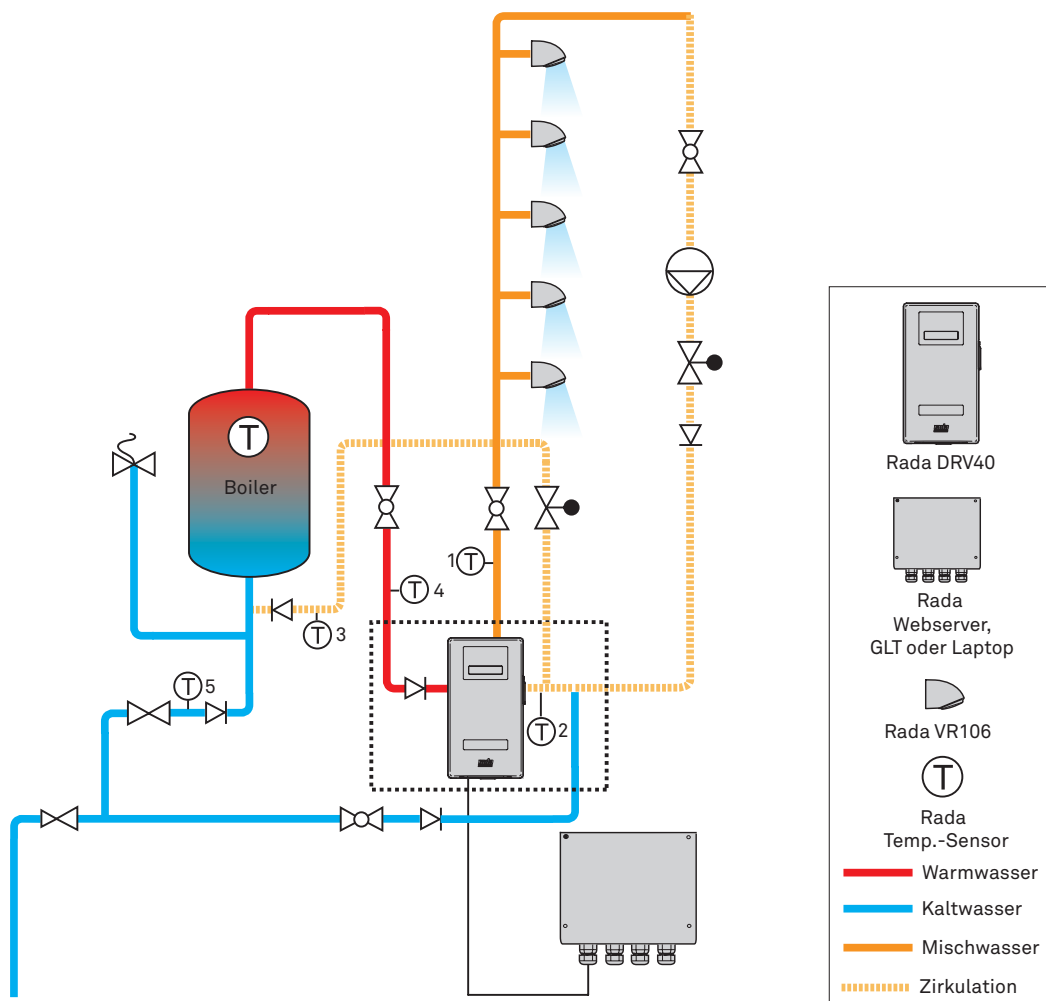 T
Boiler
1 T
T 4
T 3
T 5
T 2
Rada DRV40
Rada
Webserver,
GLT oder Laptop
Rada VR106
T
Rada
Temp.-Sensor
Warmwasser
Kaltwasser
Mischwasser
Zirkulation